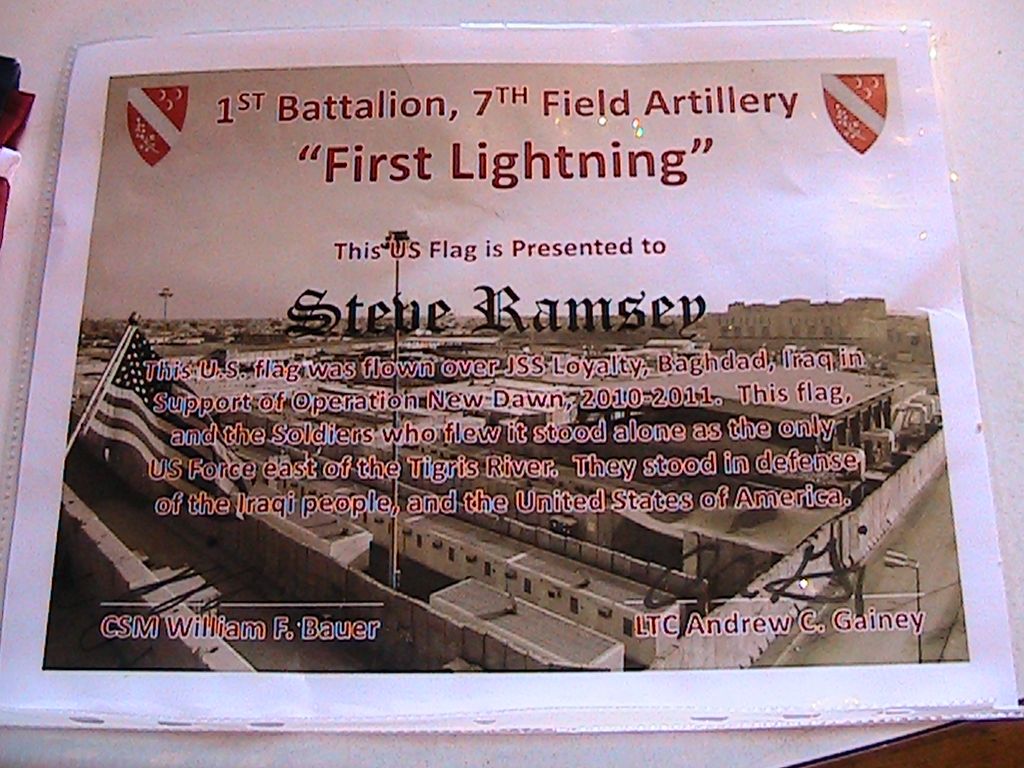 1ST Battalion, 7TH Field Artillery
“First Lightning”
This US Flag is Presented to
Steve Ramsey
This U.S. flag was flown over JSS Loyalty, Baghdad, Iraq in
Support of Operation New Dawn, 2010-2011. This flag,
and the Soldiers who flew it stood alone as the only
US Force east of the Tigris River. They stood in defense
of the Iraqi people, and the United States of America.
CSM William F. Bauer
LTC Andrew C. Gainey